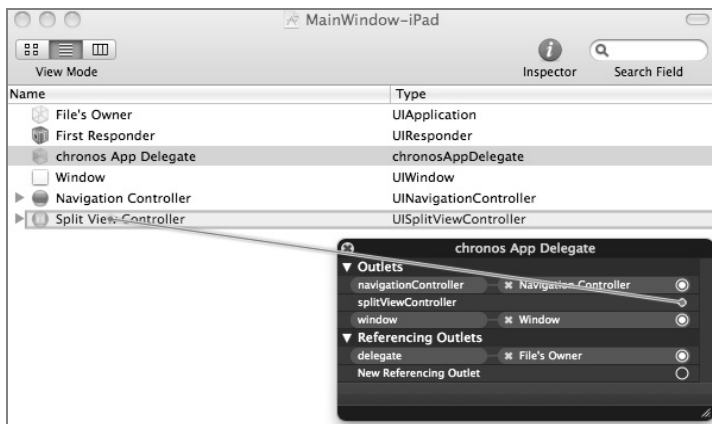 MainWindow-iPad
View Mode
Inspector
Search Field
Name Type
File's Owner UIApplication
First Responder UIResponder
chronos App Delegate chronosAppDelegate
Window UIWindow
Navigation Controller UINavigationController
Split View Controller UISplitViewController
chronos App Delegate
Outlets
navigationController Navigation Controller
splitViewController
window Window
Referencing Outlets
delegate File's Owner
New Referencing Outlet